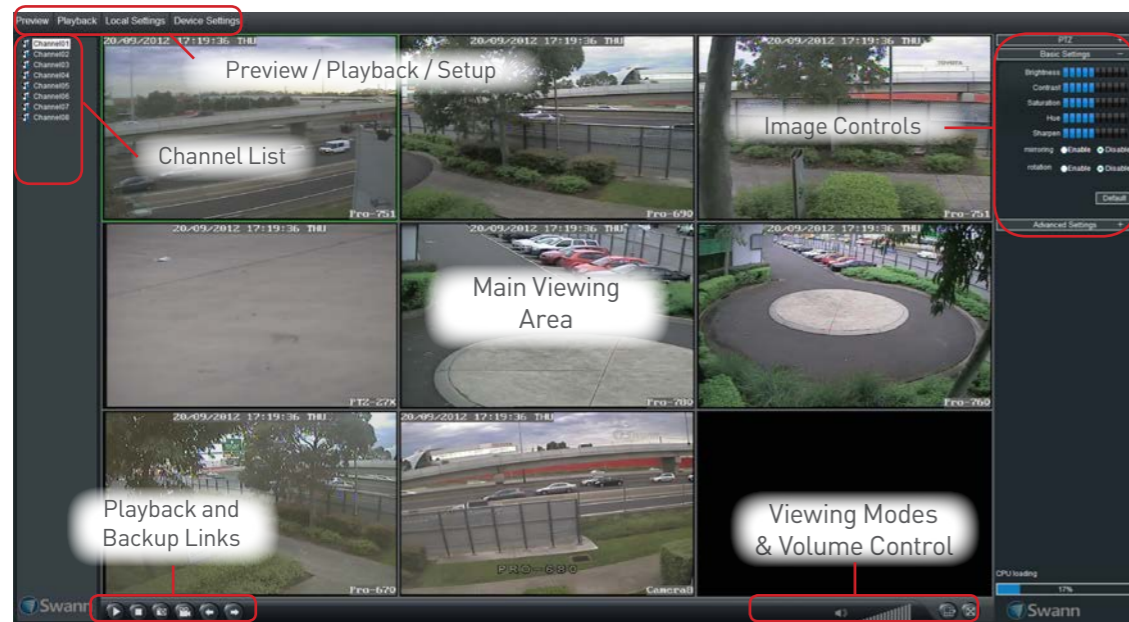 Preview Playback Local Settings Device Settings
Channel01
Channel02
Channel03
Channel04
Channel05
Channel06
Channel07
Channel08
20/09/2012 17:19:36 THU
20/09/2012 17:19:36 THU
20/09/2012 17:19:36 THU
Preview / Playback / Setup
Channel List
Image Controls
TOYOTA
Pro-751
Pro-690
Pro-751
PTZ +
Basic Settings −
Brightness
Contrast
Saturation
Hue
Sharpen
mirroring Enable Disable
rotation Enable Disable
Default
Advanced Settings +
20/09/2012 17:19:36 THU
20/09/2012 17:19:36 THU
20/09/2012 17:19:36 THU
Main Viewing
Area
PTZ-27X
Pro-780
Pro-760
20/09/2012 17:19:36 THU
20/09/2012 17:19:36 THU
Playback and
Backup Links
Viewing Modes
& Volume Control
PRO-680
Pro-670
Camera8
CPU loading
17%
Swann
Swann